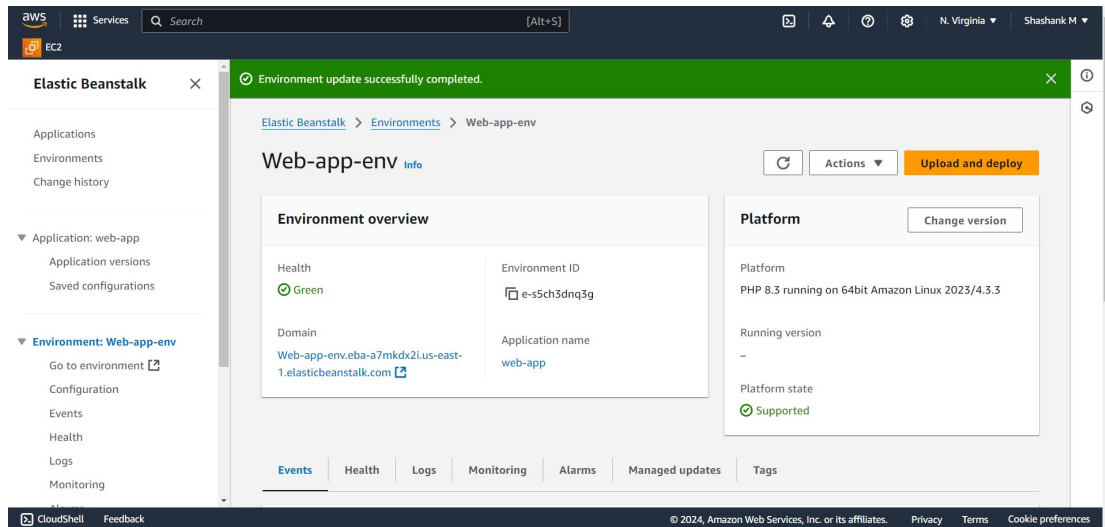 aws
Services
Search
[Alt+S]
N. Virginia
Shashank M
EC2
Elastic Beanstalk
Applications
Environments
Change history
Application: web-app
Application versions
Saved configurations
Environment: Web-app-env
Go to environment
Configuration
Events
Health
Logs
Monitoring
Environment update successfully completed.
Elastic Beanstalk > Environments > Web-app-env
Web-app-env Info
Actions
Upload and deploy
Environment overview
Health
Green
Domain
Web-app-env.eba-a7mkdx2i.us-east-
1.elasticbeanstalk.com
Environment ID
e-s5ch3dnq3g
Application name
web-app
Platform
Change version
Platform
PHP 8.3 running on 64bit Amazon Linux 2023/4.3.3
Running version
–
Platform state
Supported
Events
Health
Logs
Monitoring
Alarms
Managed updates
Tags
CloudShell
Feedback
© 2024, Amazon Web Services, Inc. or its affiliates.
Privacy
Terms
Cookie preferences